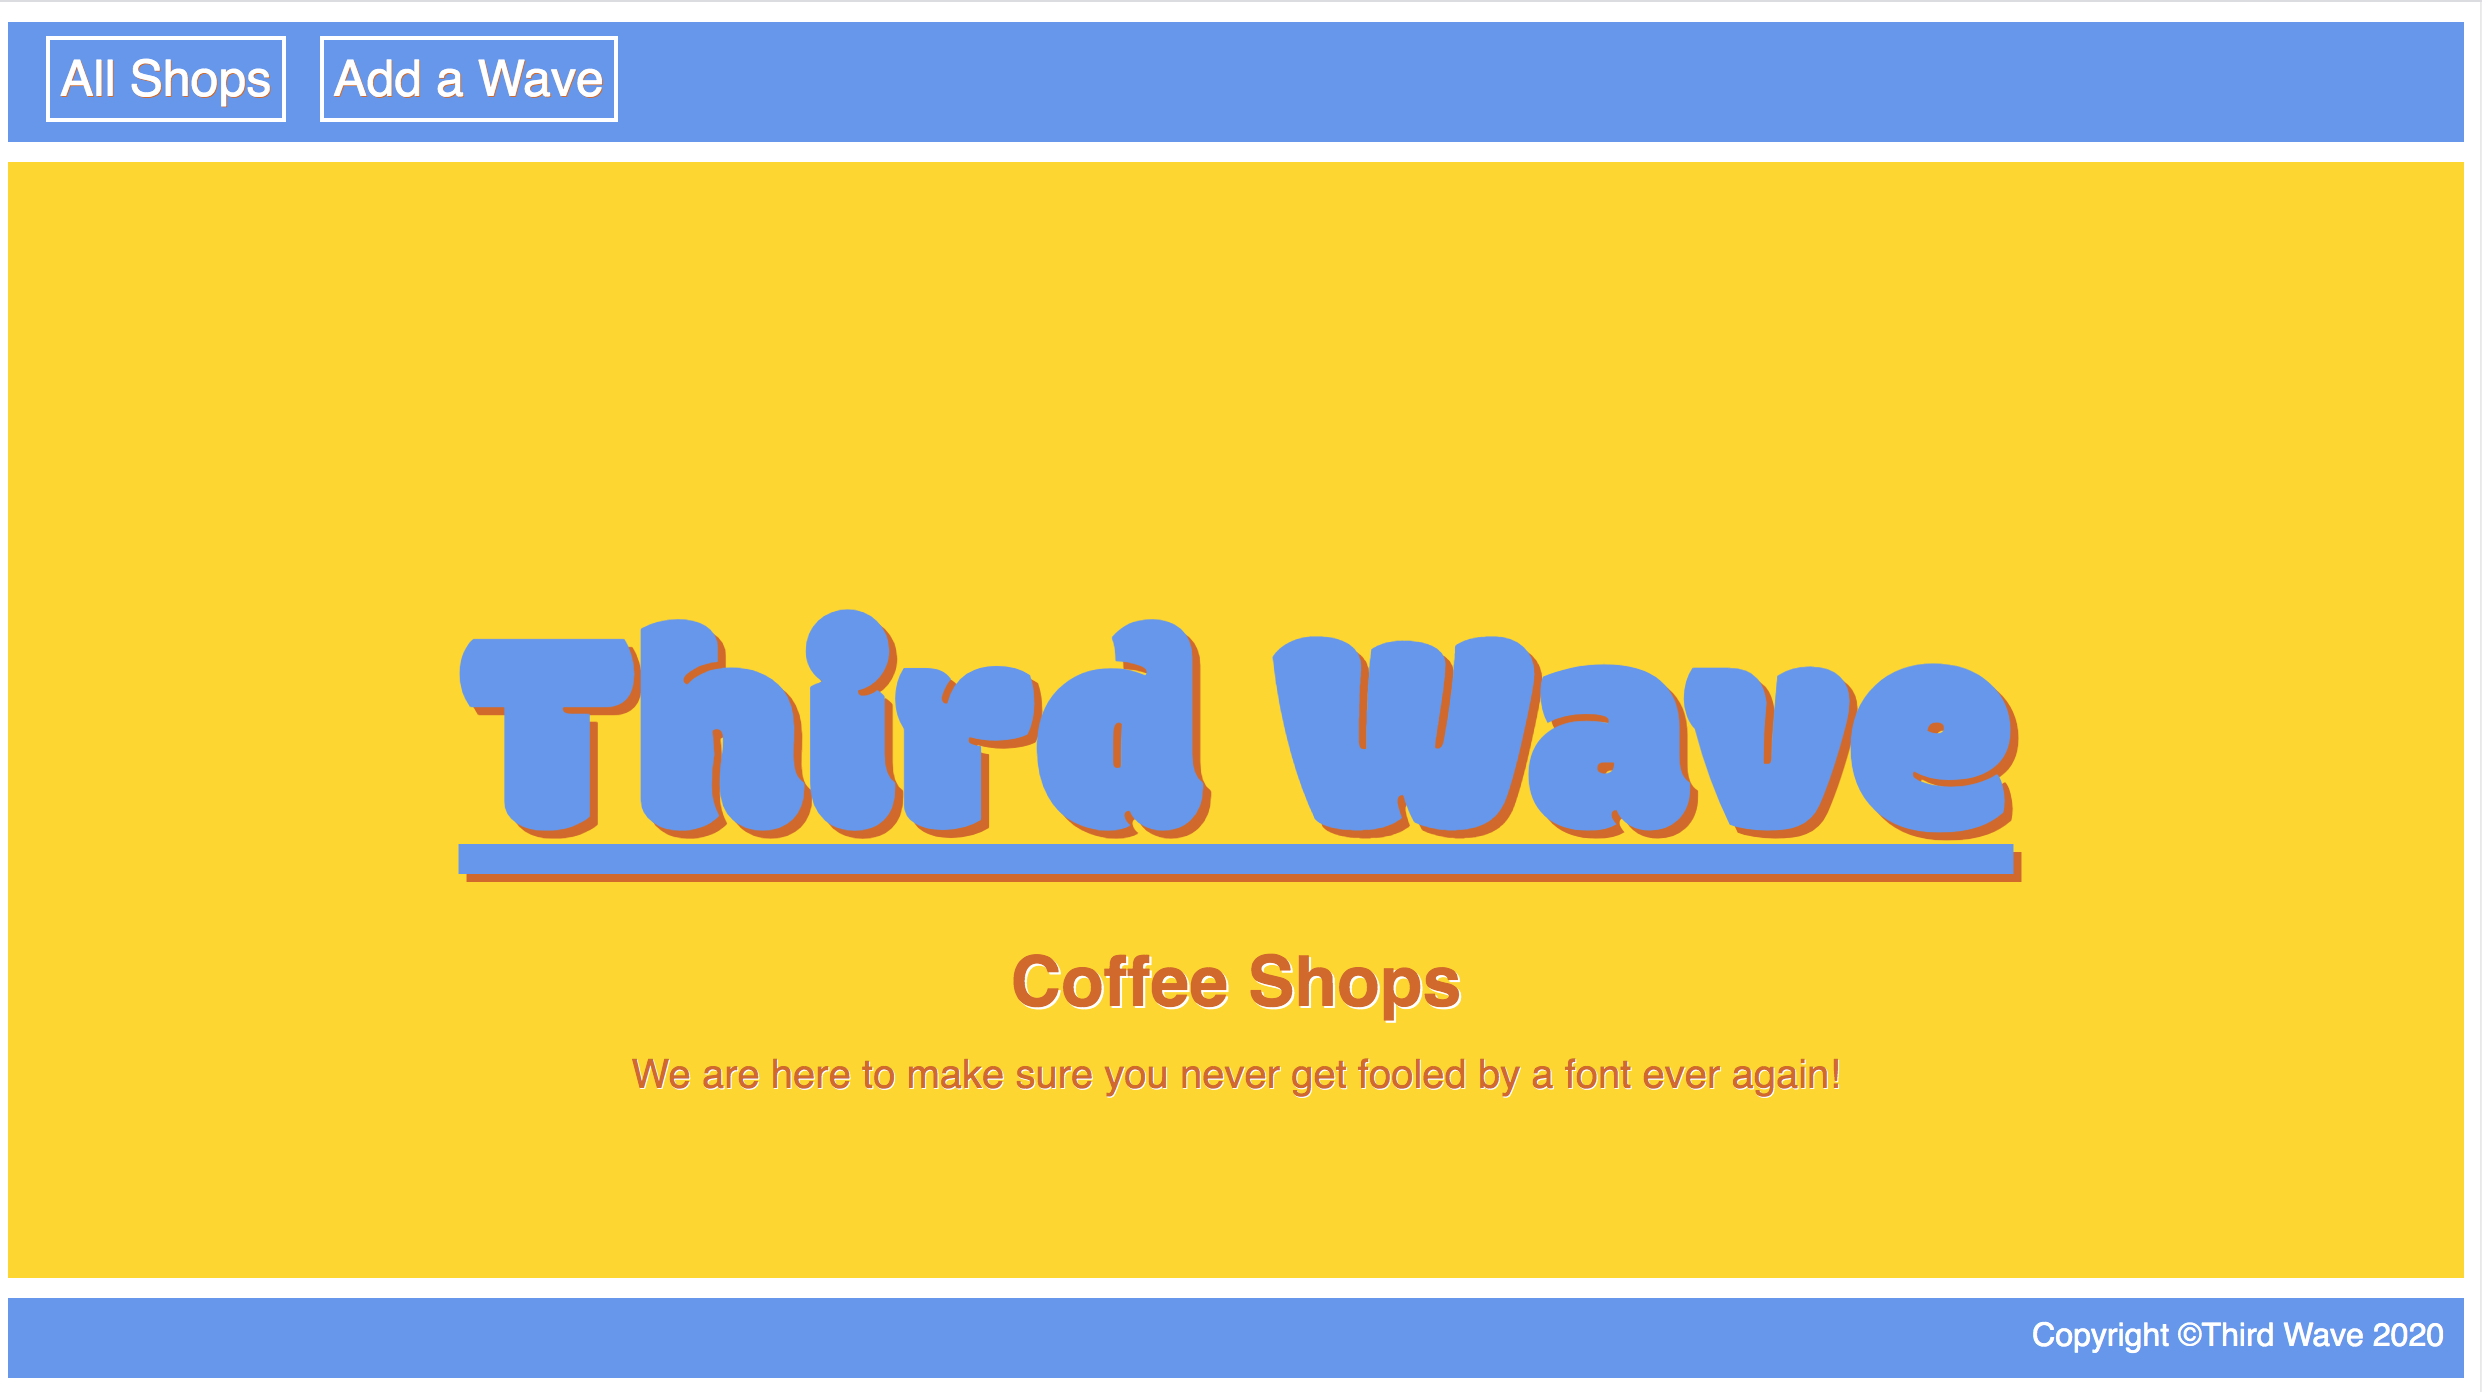 All Shops Add a Wave
Third Wave
Coffee Shops
We are here to make sure you never get fooled by a font ever again!
Copyright ©Third Wave 2020